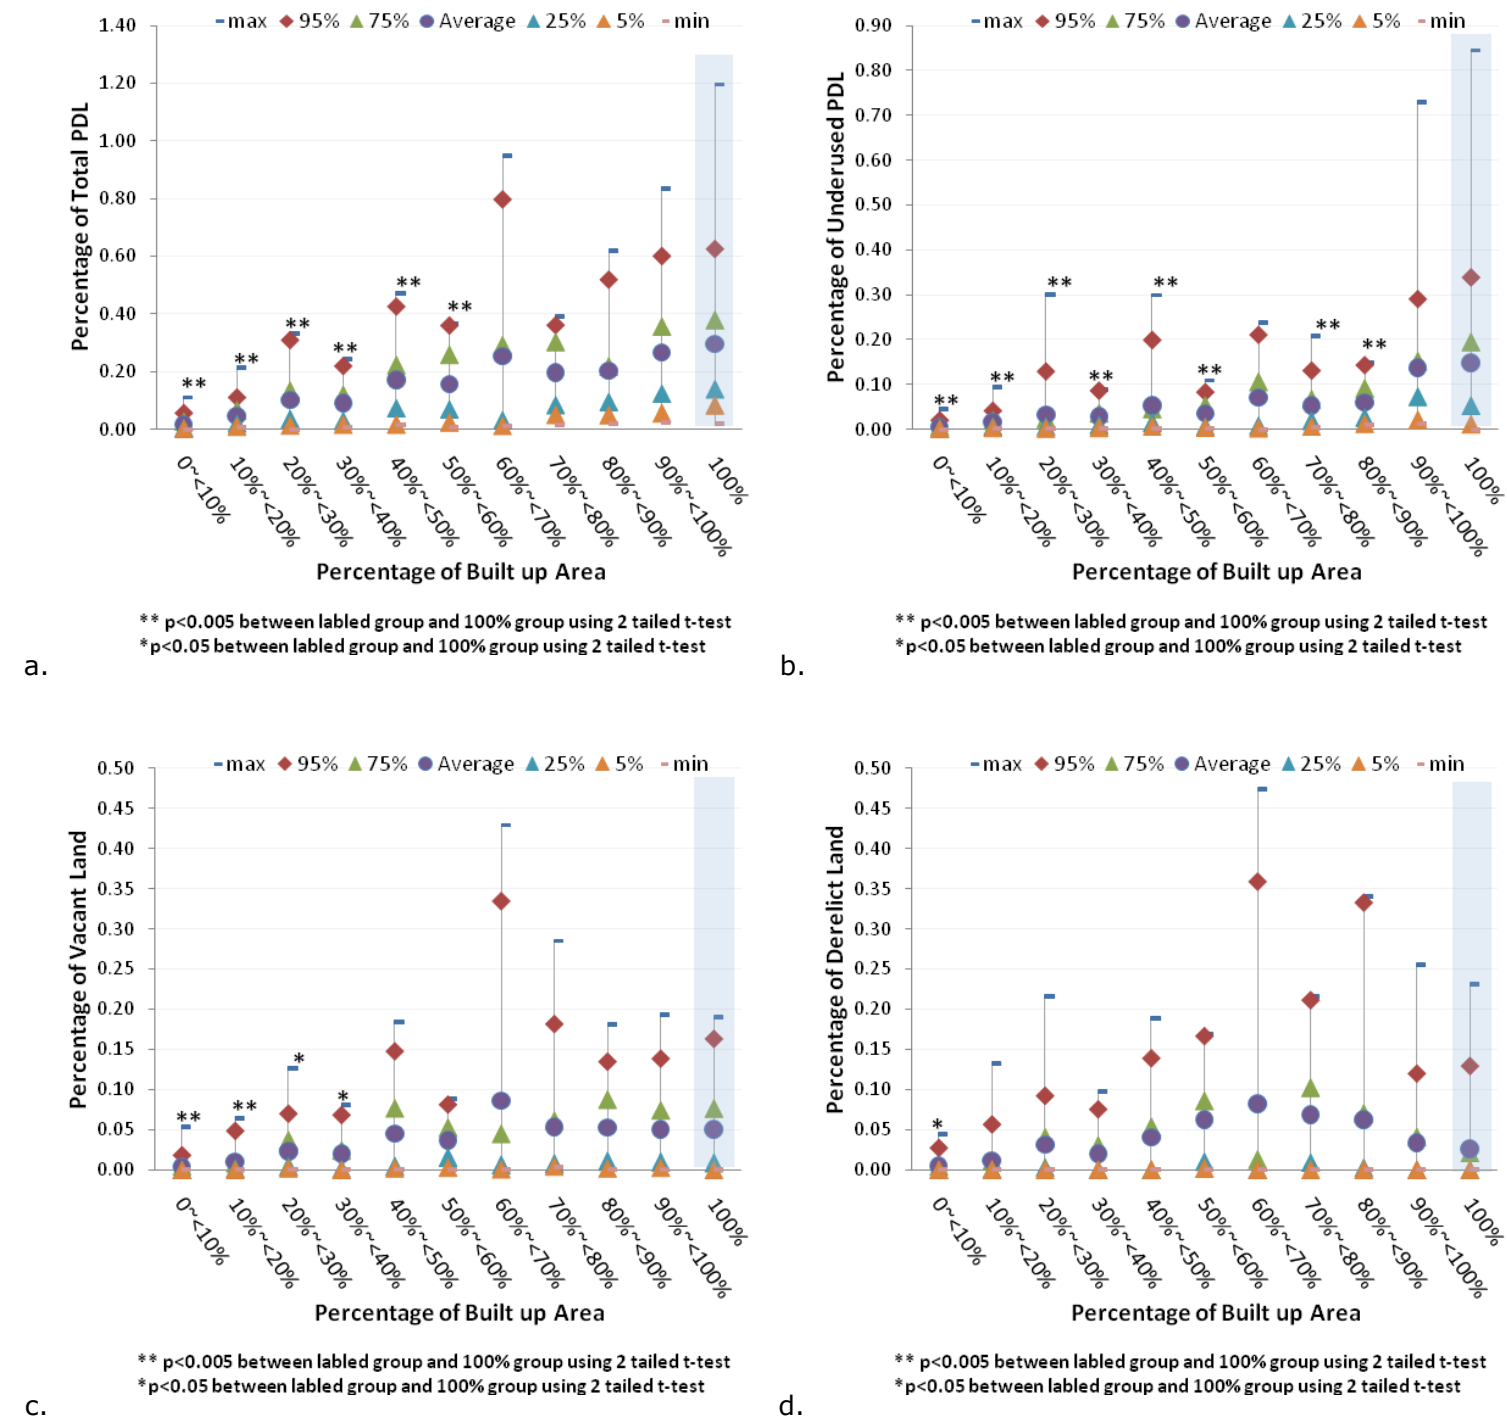 max 95% 75% Average 25% 5% min
1.40
1.20
1.00
0.80
0.60
0.40
0.20
0.00
Percentage of Total PDL
** ** ** ** ** **
0~<10% 10%~<20% 20%~<30% 30%~<40% 40%~<50% 50%~<60% 60%~<70% 70%~<80% 80%~<90% 90%~<100% 100%
Percentage of Built up Area
** p<0.005 between labled group and 100% group using 2 tailed t-test
*p<0.05 between labled group and 100% group using 2 tailed t-test
a.
max 95% 75% Average 25% 5% min
0.90
0.80
0.70
0.60
0.50
0.40
0.30
0.20
0.10
0.00
Percentage of Underused PDL
** ** ** ** ** ** ** **
0~<10% 10%~<20% 20%~<30% 30%~<40% 40%~<50% 50%~<60% 60%~<70% 70%~<80% 80%~<90% 90%~<100% 100%
Percentage of Built up Area
** p<0.005 between labled group and 100% group using 2 tailed t-test
*p<0.05 between labled group and 100% group using 2 tailed t-test
b.
max 95% 75% Average 25% 5% min
0.50
0.45
0.40
0.35
0.30
0.25
0.20
0.15
0.10
0.05
0.00
Percentage of Vacant Land
** ** * *
0~<10% 10%~<20% 20%~<30% 30%~<40% 40%~<50% 50%~<60% 60%~<70% 70%~<80% 80%~<90% 90%~<100% 100%
Percentage of Built up Area
** p<0.005 between labled group and 100% group using 2 tailed t-test
*p<0.05 between labled group and 100% group using 2 tailed t-test
c.
max 95% 75% Average 25% 5% min
0.50
0.45
0.40
0.35
0.30
0.25
0.20
0.15
0.10
0.05
0.00
Percentage of Derelict Land
*
0~<10% 10%~<20% 20%~<30% 30%~<40% 40%~<50% 50%~<60% 60%~<70% 70%~<80% 80%~<90% 90%~<100% 100%
Percentage of Built up Area
** p<0.005 between labled group and 100% group using 2 tailed t-test
*p<0.05 between labled group and 100% group using 2 tailed t-test
d.